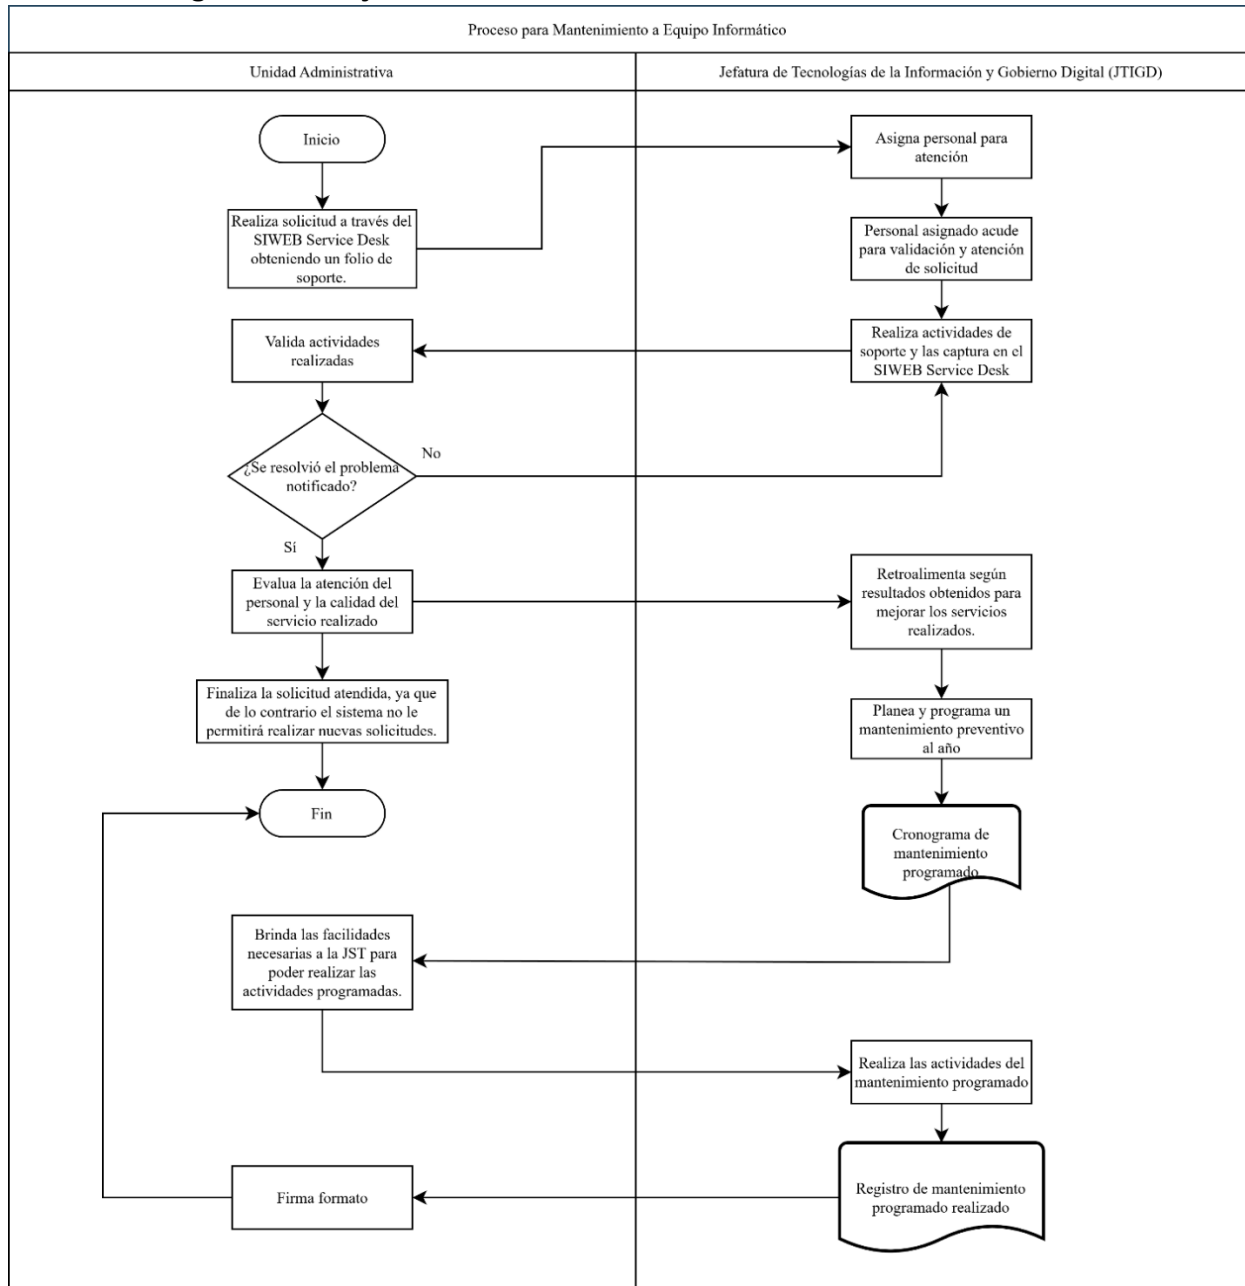 Proceso para Mantenimiento a Equipo Informático
Unidad Administrativa
Jefatura de Tecnologías de la Información y Gobierno Digital (JTIGD)
Inicio
Asigna personal para
atención
Realiza solicitud a través del
SIWEB Service Desk
obteniendo un folio de
soporte.
Personal asignado acude
para validación y atención
de solicitud
Valida actividades
realizadas
Realiza actividades de
soporte y las captura en el
SIWEB Service Desk
¿Se resolvió el problema
notificado?
No
Sí
Evalua la atención del
personal y la calidad del
servicio realizado
Retroalimenta según
resultados obtenidos para
mejorar los servicios
realizados.
Finaliza la solicitud atendida, ya que
de lo contrario el sistema no le
permitirá realizar nuevas solicitudes.
Planea y programa un
mantenimiento preventivo
al año
Fin
Cronograma de
mantenimiento
programado
Brinda las facilidades
necesarias a la JST para
poder realizar las
actividades programadas.
Realiza las actividades del
mantenimiento programado
Firma formato
Registro de mantenimiento
programado realizado